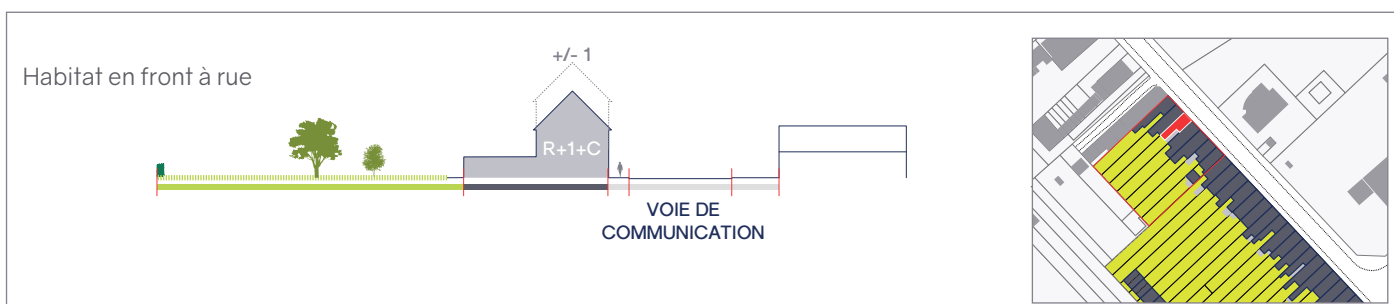 +/- 1
Habitat en front à rue
R+1+C
VOIE DE
COMMUNICATION